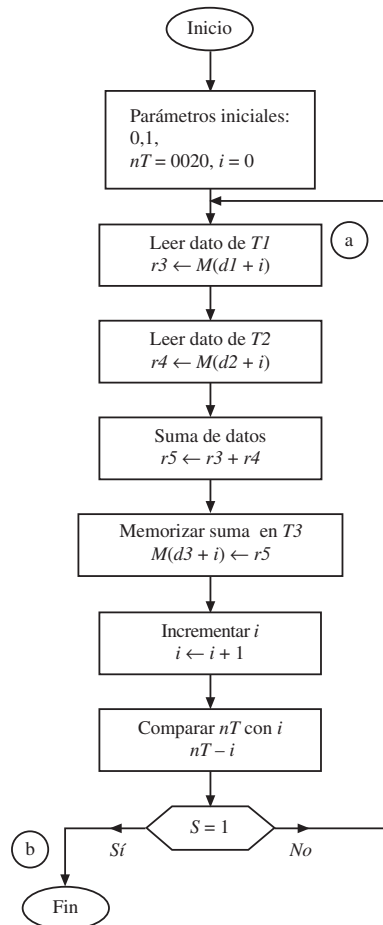 Inicio
Parámetros iniciales:
0,1,
nT = 0020, i = 0
a
Leer dato de T1
r3 ← M(d1 + i)
Leer dato de T2
r4 ← M(d2 + i)
Suma de datos
r5 ← r3 + r4
Memorizar suma en T3
M(d3 + i) ← r5
Incrementar i
i ← i + 1
Comparar nT con i
nT – i
S = 1
b
Sí
No
Fin